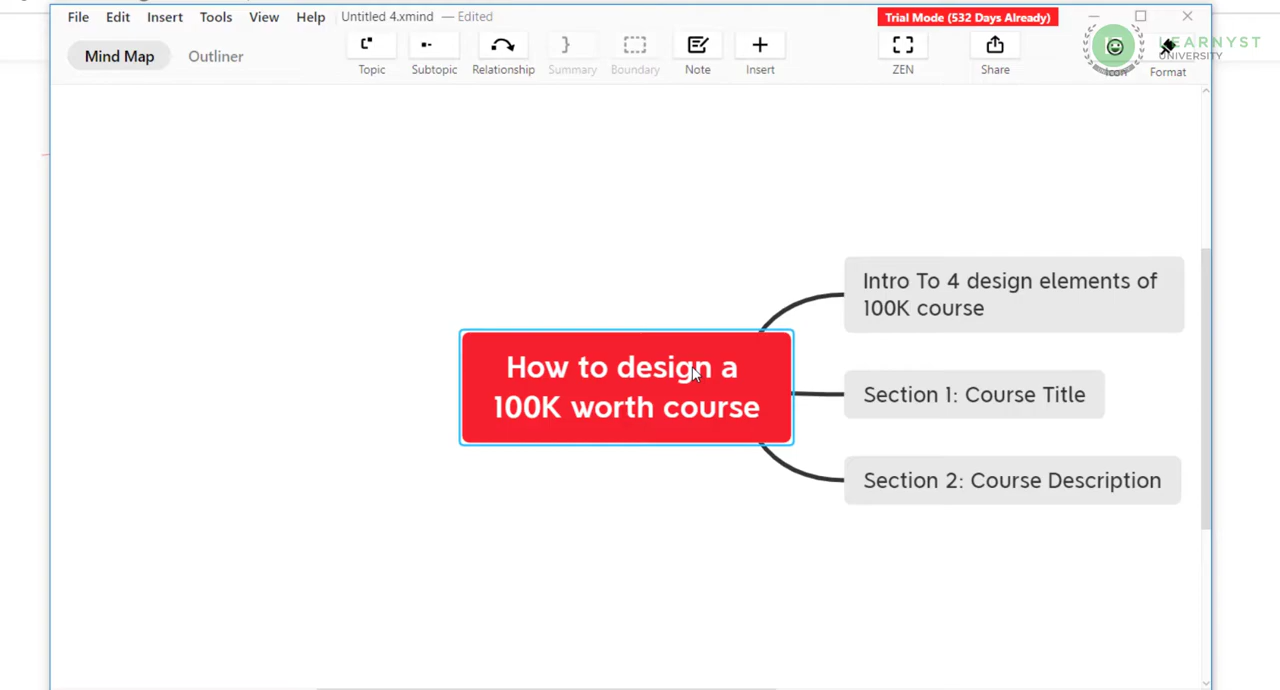 File Edit Insert Tools View Help Untitled 4.xmind — Edited
Trial Mode (532 Days Already)
Mind Map Outliner
Topic Subtopic Relationship Summary Boundary Note Insert ZEN Share Icon Format
LEARNYST
UNIVERSITY
Intro To 4 design elements of
100K course
How to design a
100K worth course
Section 1: Course Title
Section 2: Course Description